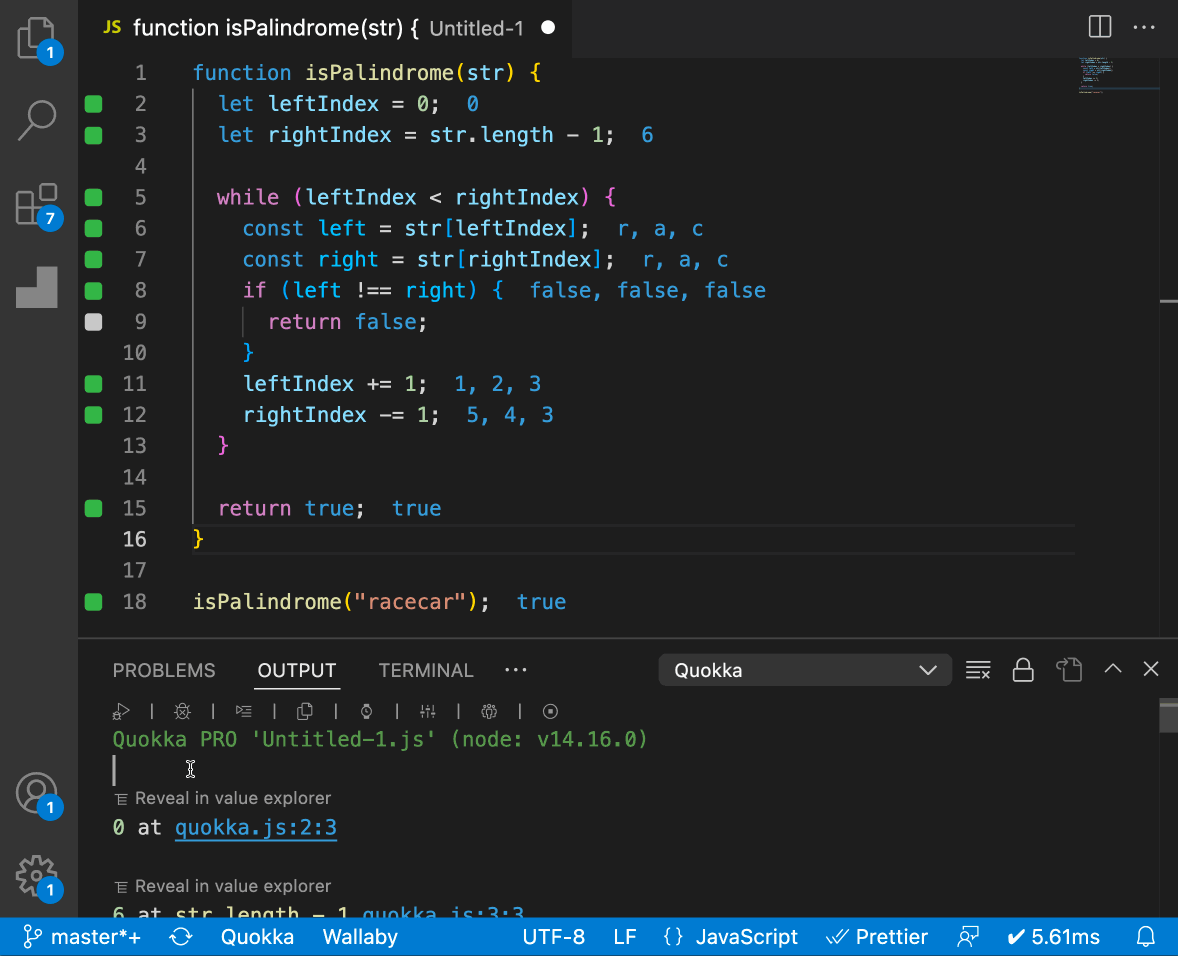 JS function isPalindrome(str) { Untitled-1
1
1 function isPalindrome(str) {
2 let leftIndex = 0; 0
3 let rightIndex = str.length - 1; 6
4
5 while (leftIndex < rightIndex) {
7
6 const left = str[leftIndex]; r, a, c
7 const right = str[rightIndex]; r, a, c
8 if (left !== right) { false, false, false
9 return false;
10 }
11 leftIndex += 1; 1, 2, 3
12 rightIndex -= 1; 5, 4, 3
13 }
14
15 return true; true
16 }
17
18 isPalindrome("racecar"); true
PROBLEMS OUTPUT TERMINAL ··· Quokka
Quokka PRO 'Untitled-1.js' (node: v14.16.0)
Reveal in value explorer
1
0 at quokka.js:2:3
Reveal in value explorer
1
6 at str.length - 1 quokka.js:3:3
master*+ Quokka Wallaby UTF-8 LF {} JavaScript Prettier ✔ 5.61ms